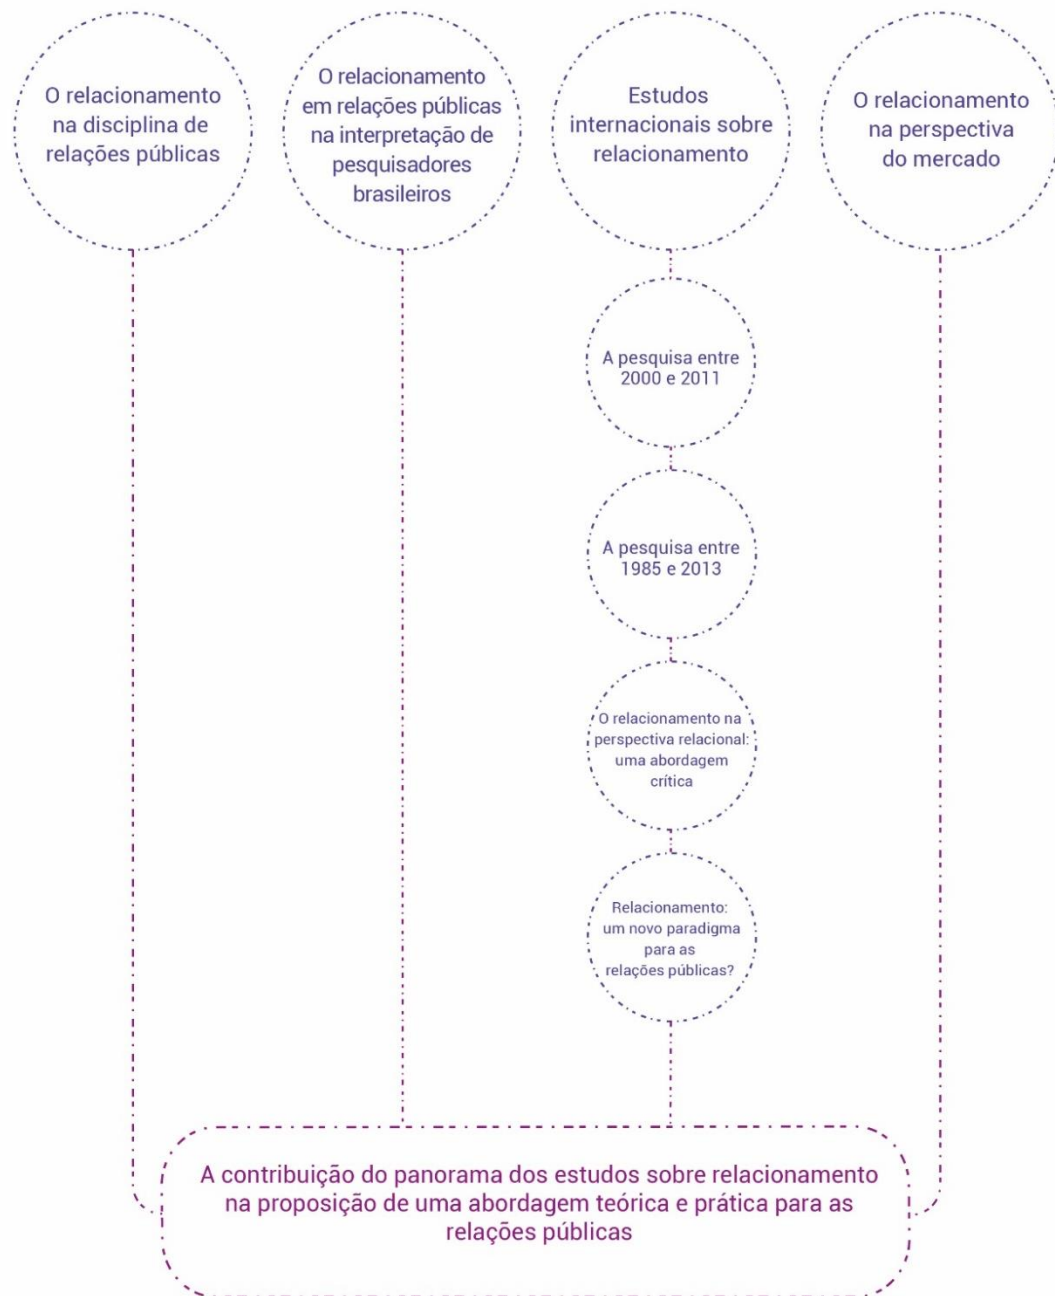 O relacionamento
na disciplina de
relações públicas
O relacionamento
em relações públicas
na interpretação de
pesquisadores
brasileiros
Estudos
internacionais sobre
relacionamento
O relacionamento
na perspectiva
do mercado
A pesquisa entre
2000 e 2011
A pesquisa entre
1985 e 2013
O relacionamento na
perspectiva relacional:
uma abordagem
crítica
Relacionamento:
um novo paradigma
para as
relações públicas?
A contribuição do panorama dos estudos sobre relacionamento
na proposição de uma abordagem teórica e prática para as
relações públicas